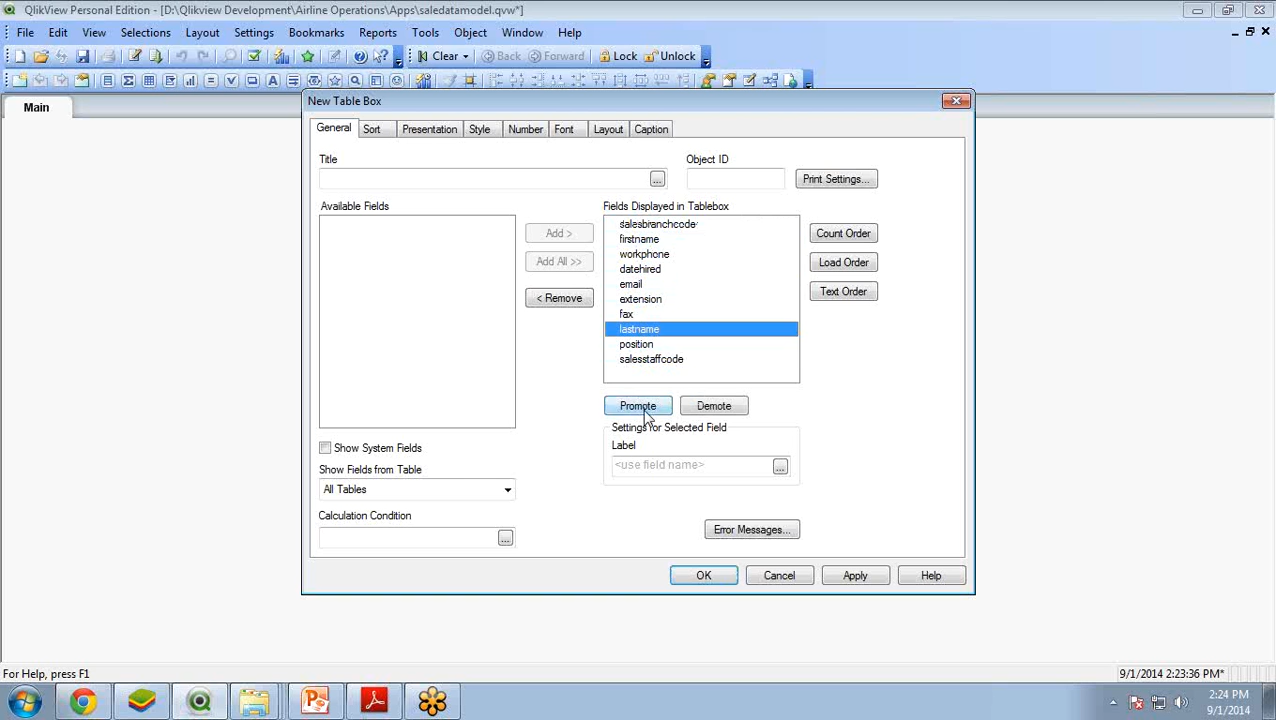 QlikView Personal Edition - [D:\Qlikview Development\Airline Operations\Apps\saledatamodel.qvw*]
File Edit View Selections Layout Settings Bookmarks Reports Tools Object Window Help
Clear Back Forward Lock Unlock
Main
New Table Box
General Sort Presentation Style Number Font Layout Caption
Title Object ID
... Print Settings...
Available Fields Fields Displayed in Tablebox
salesbranchcode
firstname
workphone
datehired
email
extension
fax
lastname
position
salesstaffcode
Add >
Add All >>
< Remove
Count Order
Load Order
Text Order
Promote Demote
Settings for Selected Field
Label
<use field name> ...
Show System Fields
Show Fields from Table
All Tables
Calculation Condition
...
Error Messages...
OK Cancel Apply Help
For Help, press F1 9/1/2014 2:23:36 PM*
2:24 PM
9/1/2014